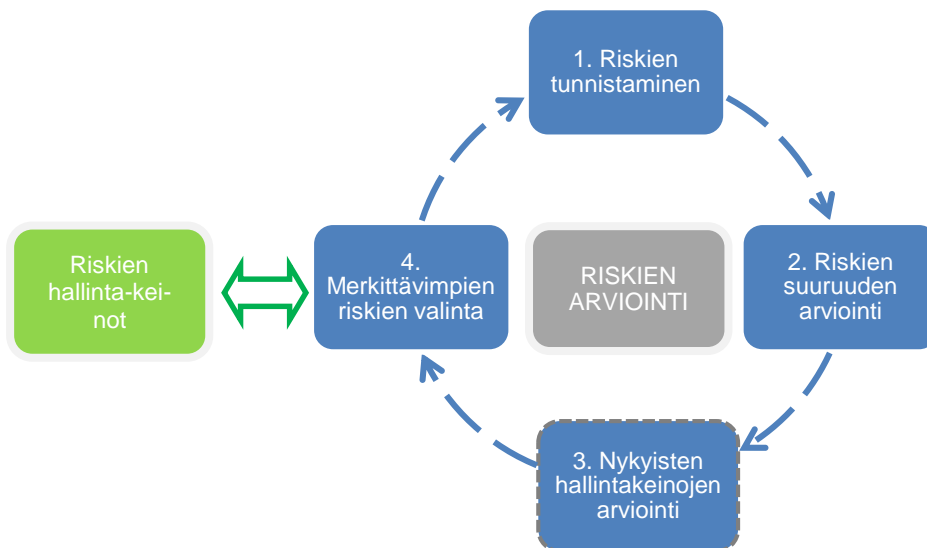 1. Riskien
tunnistaminen
Riskien
hallinta-kei-
not
4.
Merkittävimpien
riskien valinta
RISKIEN
ARVIOINTI
2. Riskien
suuruuden
arviointi
3. Nykyisten
hallintakeinojen
arviointi